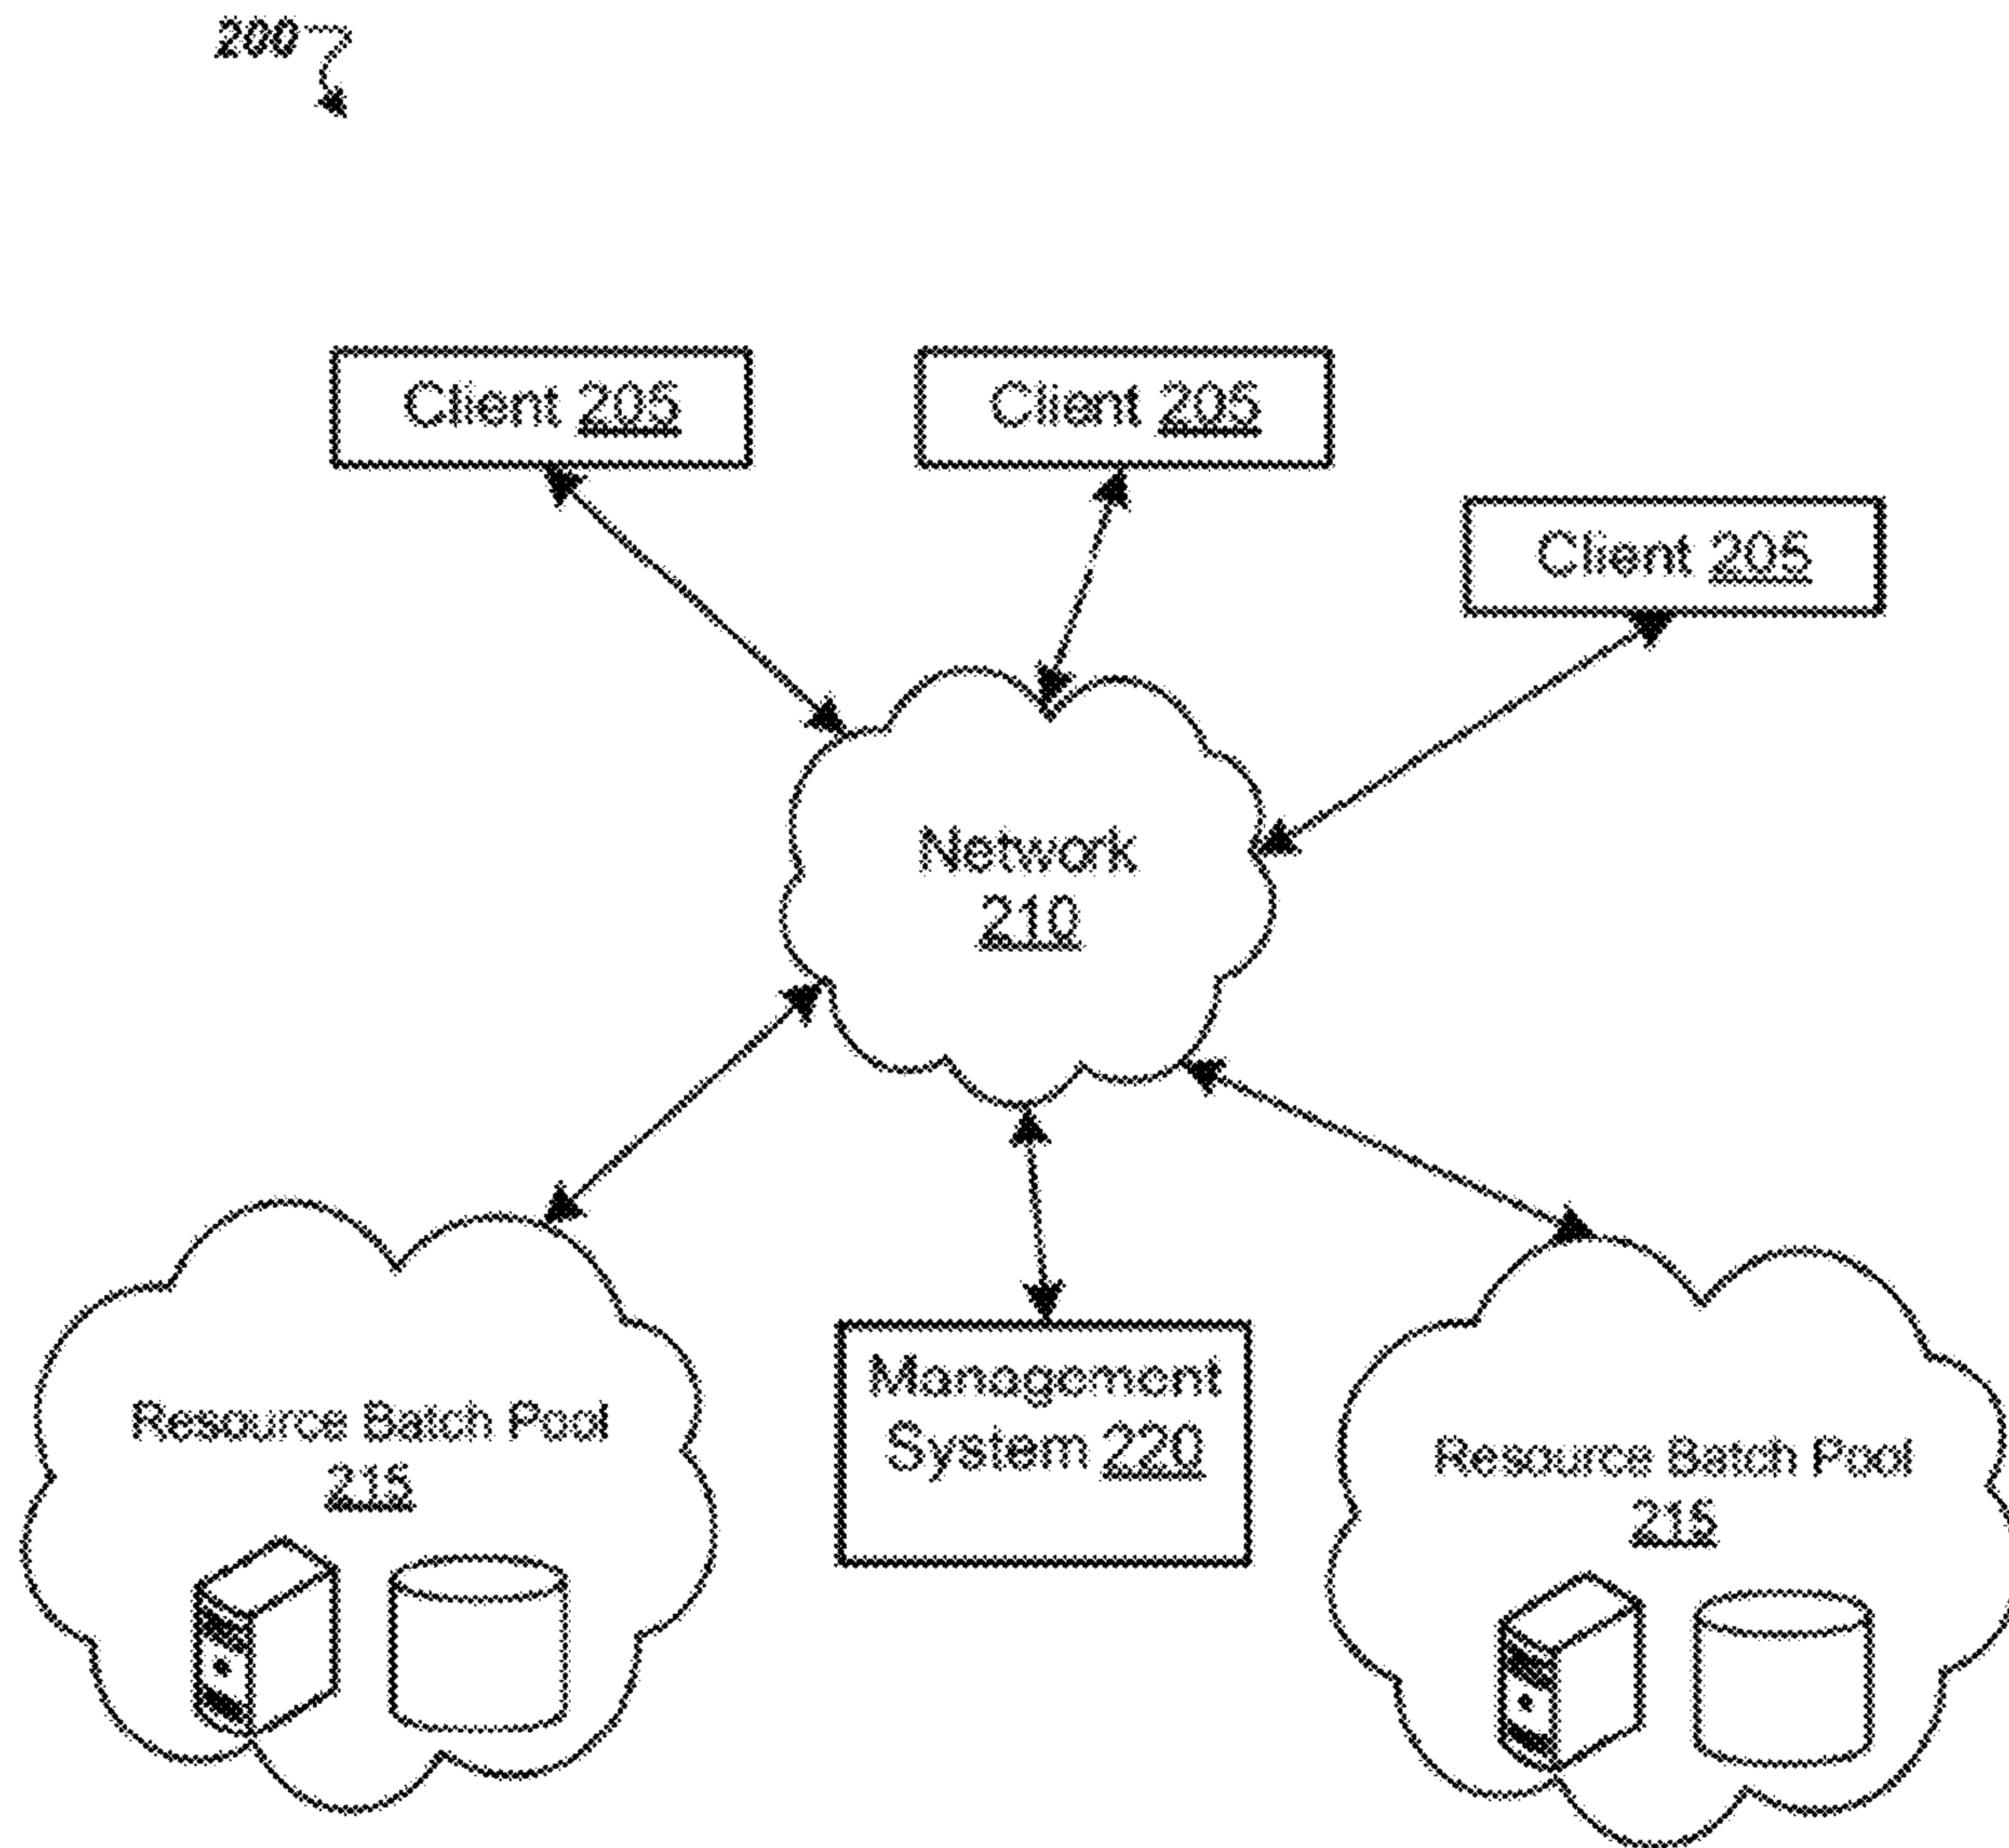 200
Client 205
Client 205
Client 205
Network
210
Resource Batch Pool
215
Management
System 220
Resource Batch Pool
215